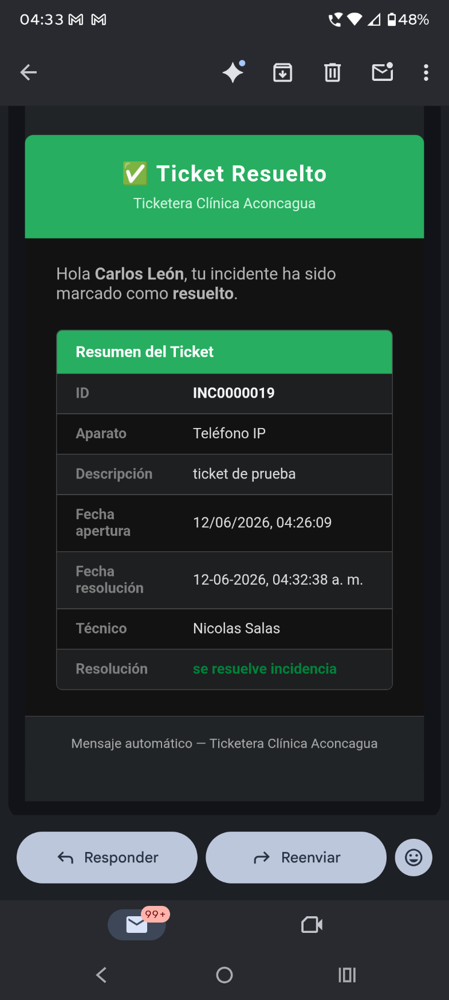 04:33
48%
✅ Ticket Resuelto
Ticketera Clínica Aconcagua
Hola Carlos León, tu incidente ha sido
marcado como resuelto.
Resumen del Ticket
ID INC0000019
Aparato Teléfono IP
Descripción ticket de prueba
Fecha
apertura
12/06/2026, 04:26:09
Fecha
resolución
12-06-2026, 04:32:38 a. m.
Técnico Nicolas Salas
Resolución se resuelve incidencia
Mensaje automático — Ticketera Clínica Aconcagua
Responder
Reenviar
99+